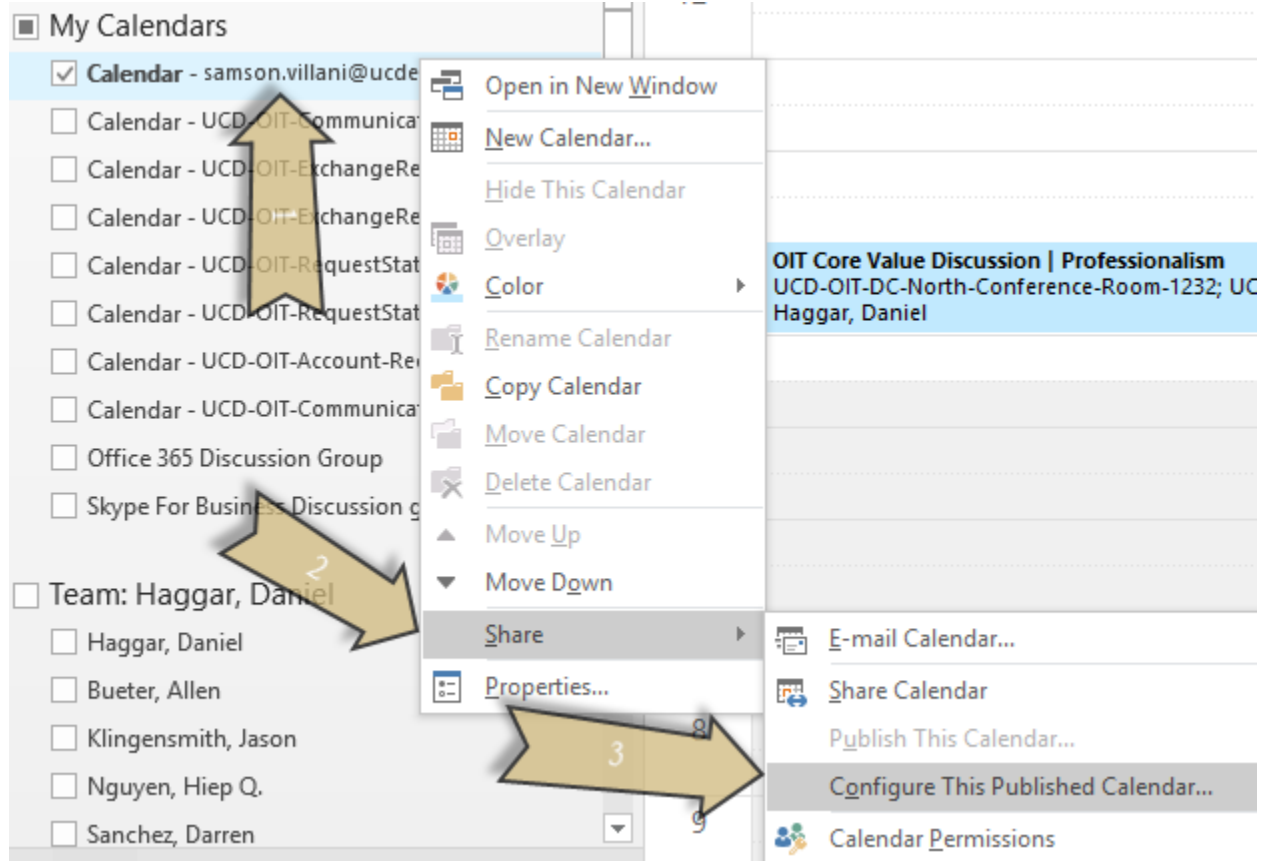 My Calendars
Calendar - samson.villani@ucde
Calendar - UCD-OIT-Communica
Calendar - UCD-OIT-ExchangeRe
Calendar - UCD-OIT-ExchangeRe
Calendar - UCD-OIT-RequestStat
Calendar - UCD-OIT-RequestStat
Calendar - UCD-OIT-Account-Re
Calendar - UCD-OIT-Communica
Office 365 Discussion Group
Skype For Business Discussion g
Team: Haggar, Daniel
Haggar, Daniel
Bueter, Allen
Klingensmith, Jason
Nguyen, Hiep Q.
Sanchez, Darren
1
2
3
Open in New Window
New Calendar...
Hide This Calendar
Overlay
Color
Rename Calendar
Copy Calendar
Move Calendar
Delete Calendar
Move Up
Move Down
Share
Properties...
E-mail Calendar...
Share Calendar
Publish This Calendar...
Configure This Published Calendar...
Calendar Permissions
OIT Core Value Discussion | Professionalism
UCD-OIT-DC-North-Conference-Room-1232; UC
Haggar, Daniel
8
9